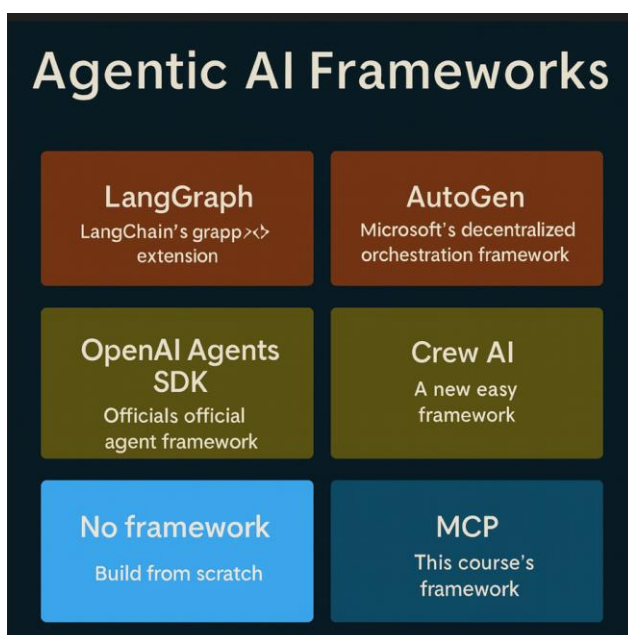 Agentic AI Frameworks
LangGraph
LangChain's
extension
AutoGen
Microsoft's decentralized
orchestration framework
OpenAI Agents
SDK
Officials official
agent framework
Crew AI
A new easy
framework
No framework
Build from scratch
MCP
This course's
framework